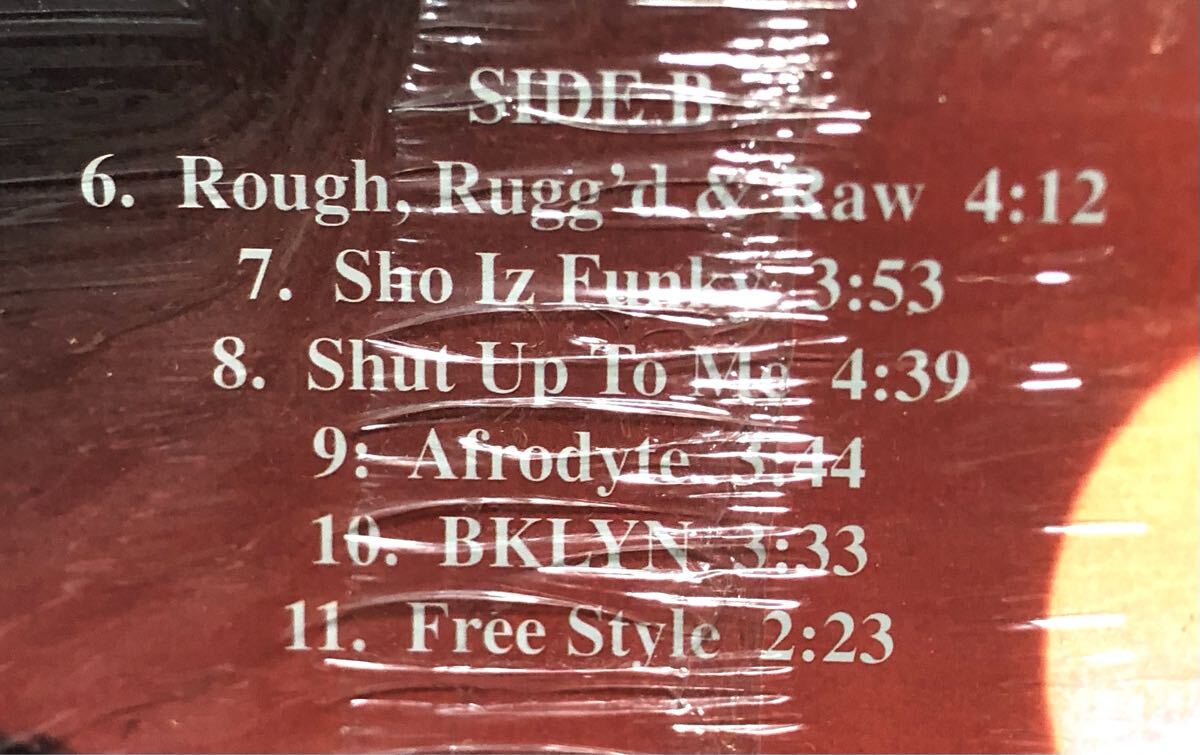 SIDE B
6. Rough, Rugg'd & Raw 4:12
7. Sho Iz Funky 3:53
8. Shut Up To Me 4:39
9: Afrodyte 3:44
10. BKLYN 3:33
11. Free Style 2:23